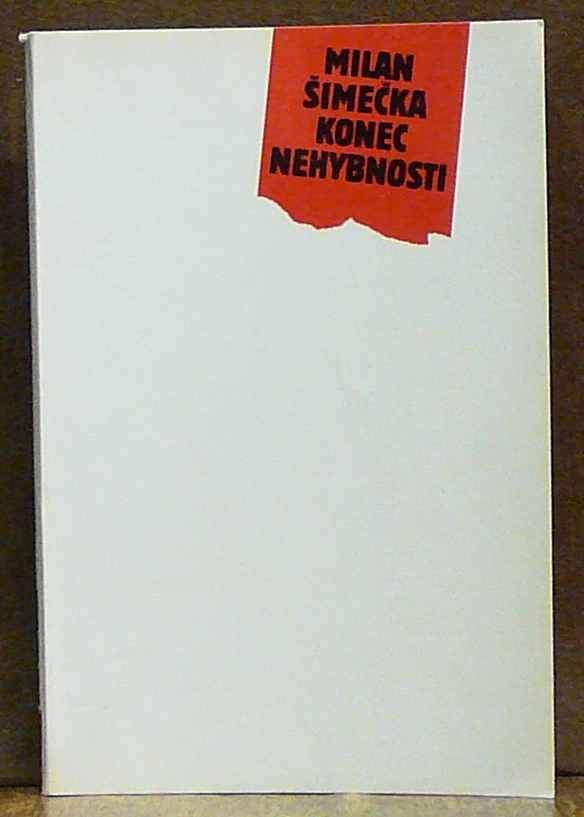 MILAN
ŠIMEČKA
KONEC
NEHYBNOSTI